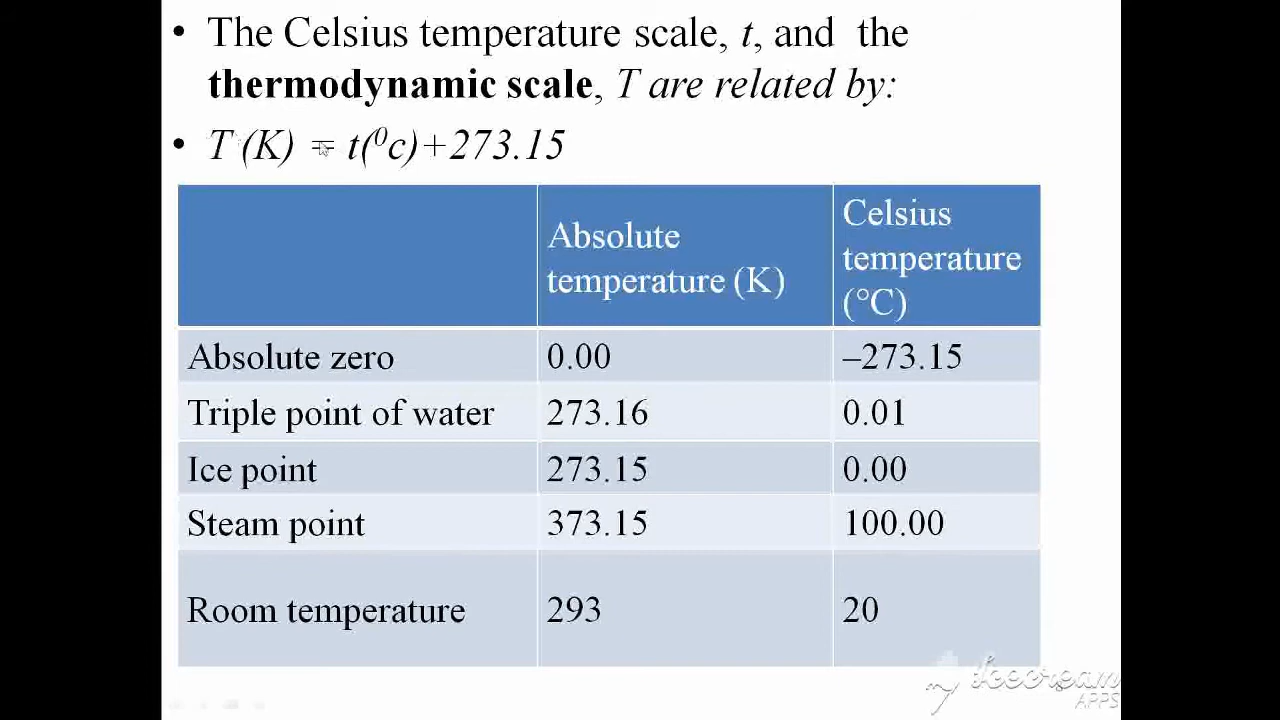 • The Celsius temperature scale, t, and the
thermodynamic scale, T are related by:
• T (K) = t(⁰c)+273.15
Absolute
temperature (K)
Celsius
temperature
(°C)
Absolute zero 0.00 –273.15
Triple point of water 273.16 0.01
Ice point 273.15 0.00
Steam point 373.15 100.00
Room temperature 293 20
Icecream
APPS